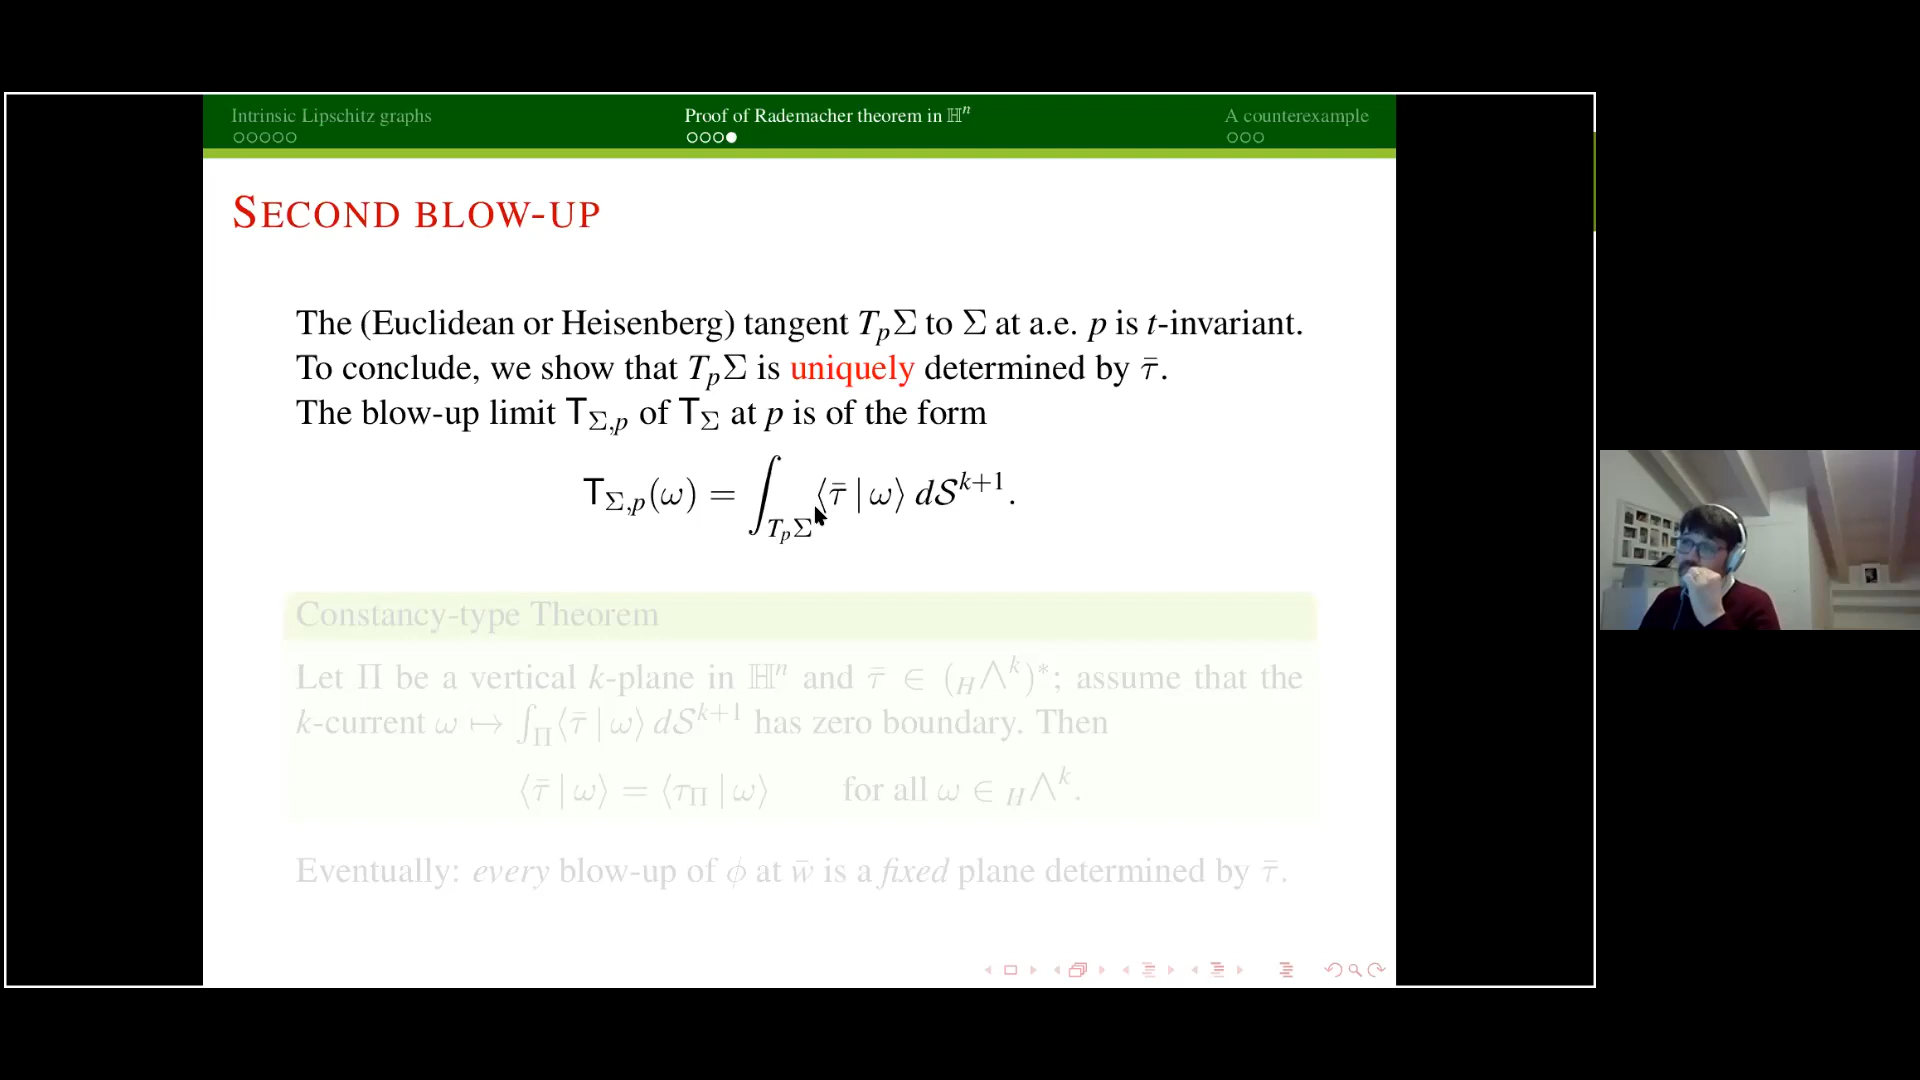 Intrinsic Lipschitz graphs Proof of Rademacher theorem in ℍⁿ A counterexample
SECOND BLOW-UP
The (Euclidean or Heisenberg) tangent TₚΣ to Σ at a.e. p is t-invariant.
To conclude, we show that TₚΣ is uniquely determined by τ̄.
The blow-up limit T_{Σ,p} of T_Σ at p is of the form
T_{Σ,p}(ω) = ∫_{TₚΣ} ⟨τ̄ | ω⟩ d𝒮^{k+1}.
Constancy-type Theorem
Let Π be a vertical k-plane in ℍⁿ and τ̄ ∈ (_H⋀^k)*; assume that the
k-current ω ↦ ∫_Π ⟨τ̄ | ω⟩ d𝒮^{k+1} has zero boundary. Then
⟨τ̄ | ω⟩ = ⟨τ_Π | ω⟩ for all ω ∈ _H⋀^k.
Eventually: every blow-up of ϕ at w̄ is a fixed plane determined by τ̄.